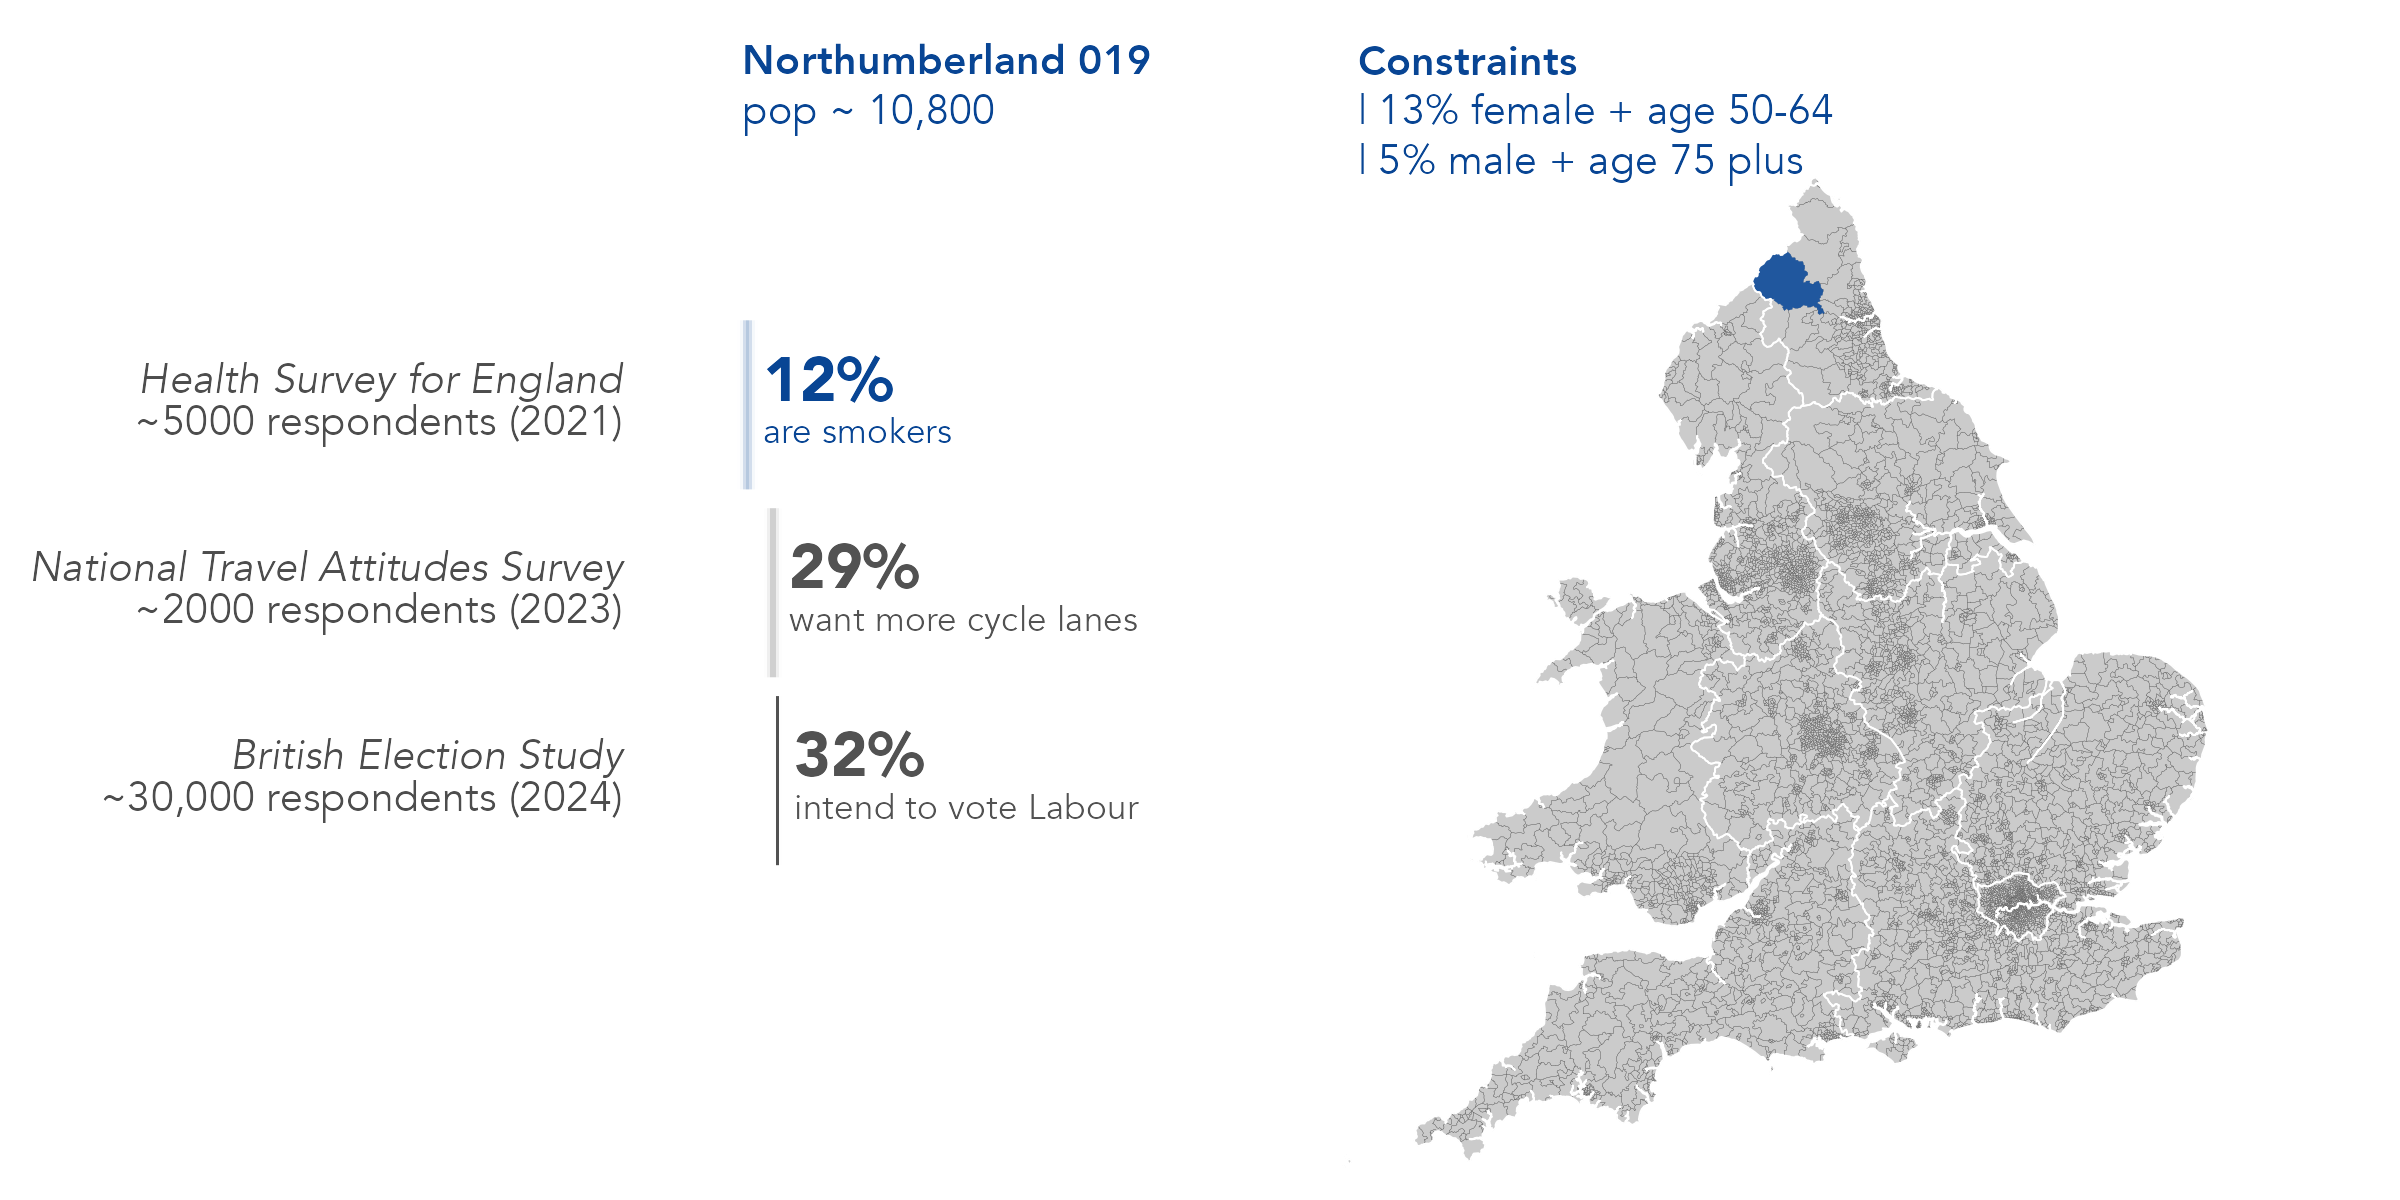 Northumberland 019
pop ~ 10,800
Constraints
| 13% female + age 50-64
| 5% male + age 75 plus
Health Survey for England
~5000 respondents (2021)
12%
are smokers
National Travel Attitudes Survey
~2000 respondents (2023)
29%
want more cycle lanes
British Election Study
~30,000 respondents (2024)
32%
intend to vote Labour